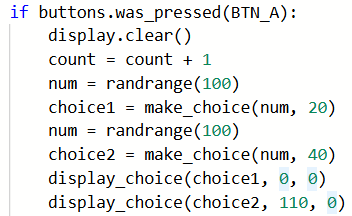 if buttons.was_pressed(BTN_A):
    display.clear()
    count = count + 1
    num = randrange(100)
    choice1 = make_choice(num, 20)
    num = randrange(100)
    choice2 = make_choice(num, 40)
    display_choice(choice1, 0, 0)
    display_choice(choice2, 110, 0)